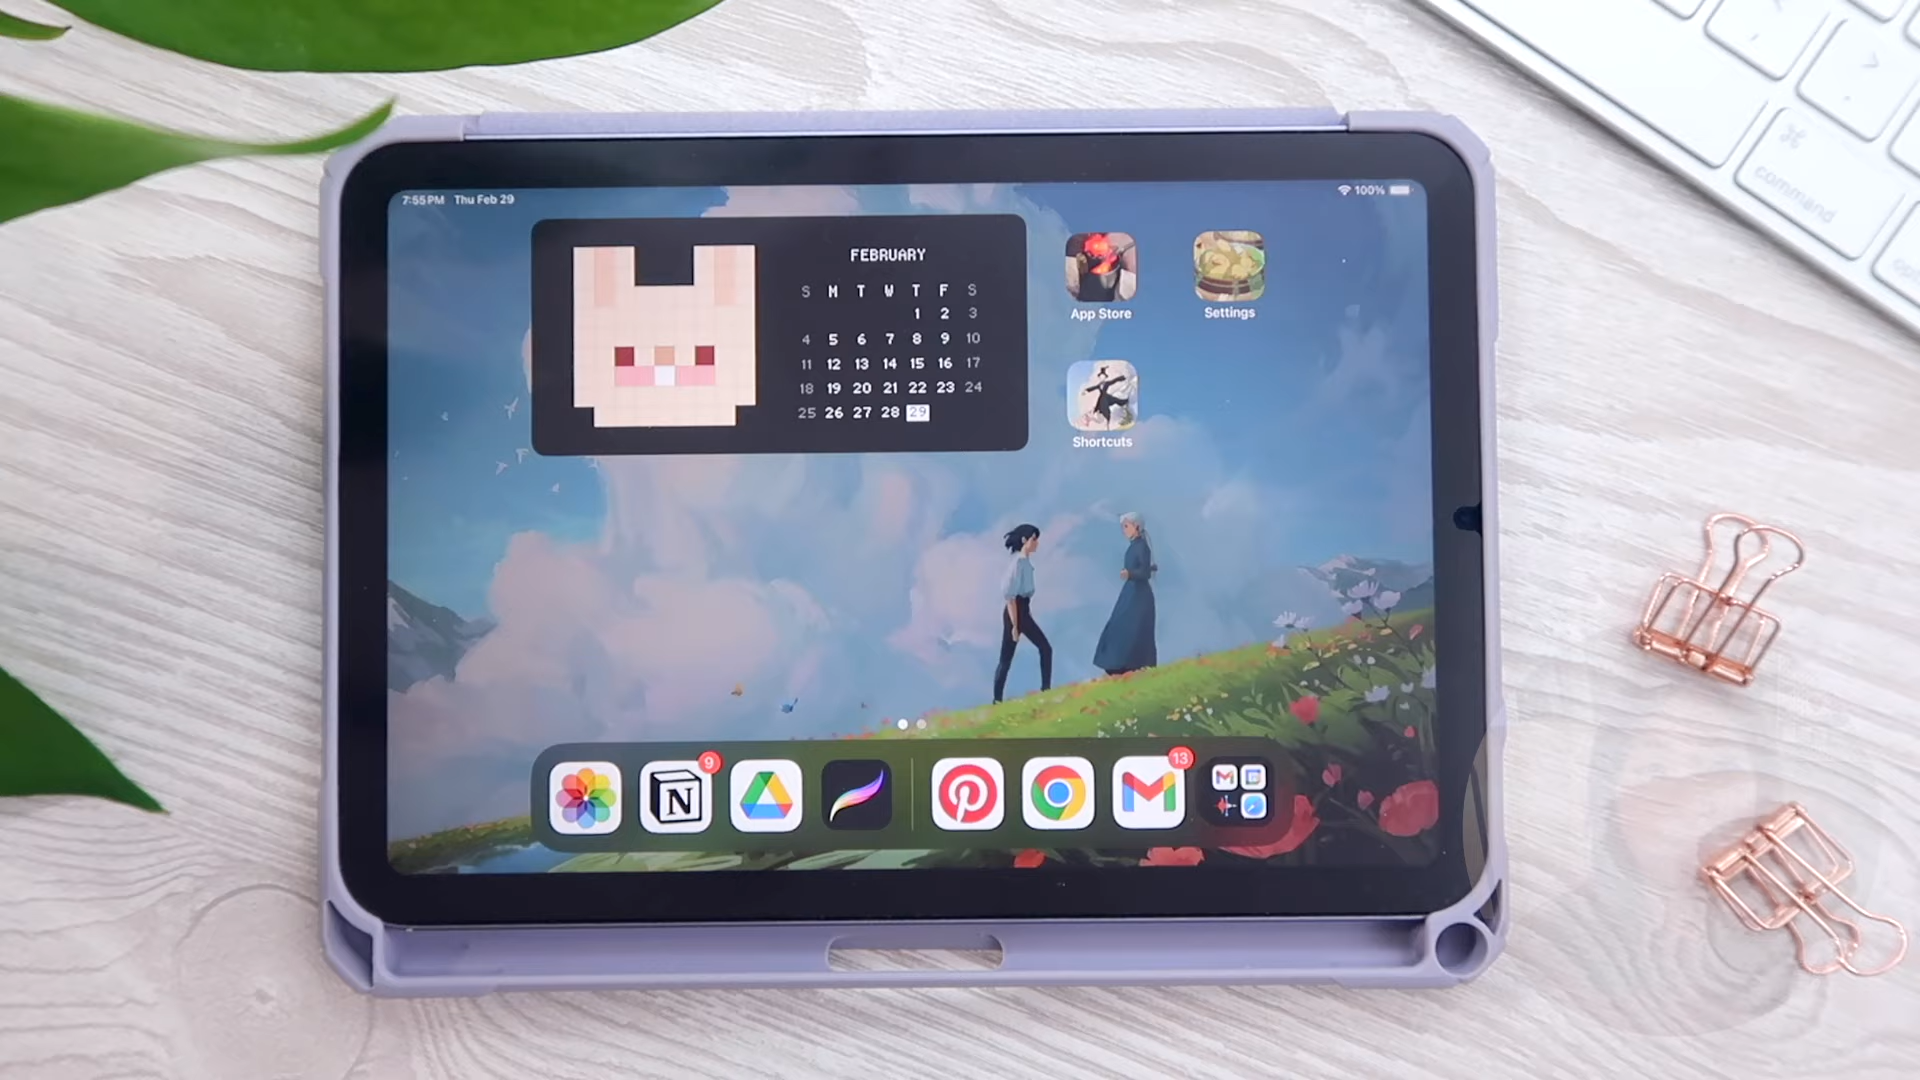 7:55 PM Thu Feb 29
100%
FEBRUARY
S M T W T F S
1 2 3
4 5 6 7 8 9 10
11 12 13 14 15 16 17
18 19 20 21 22 23 24
25 26 27 28 29
App Store
Settings
Shortcuts
9
N
13
⌘
command